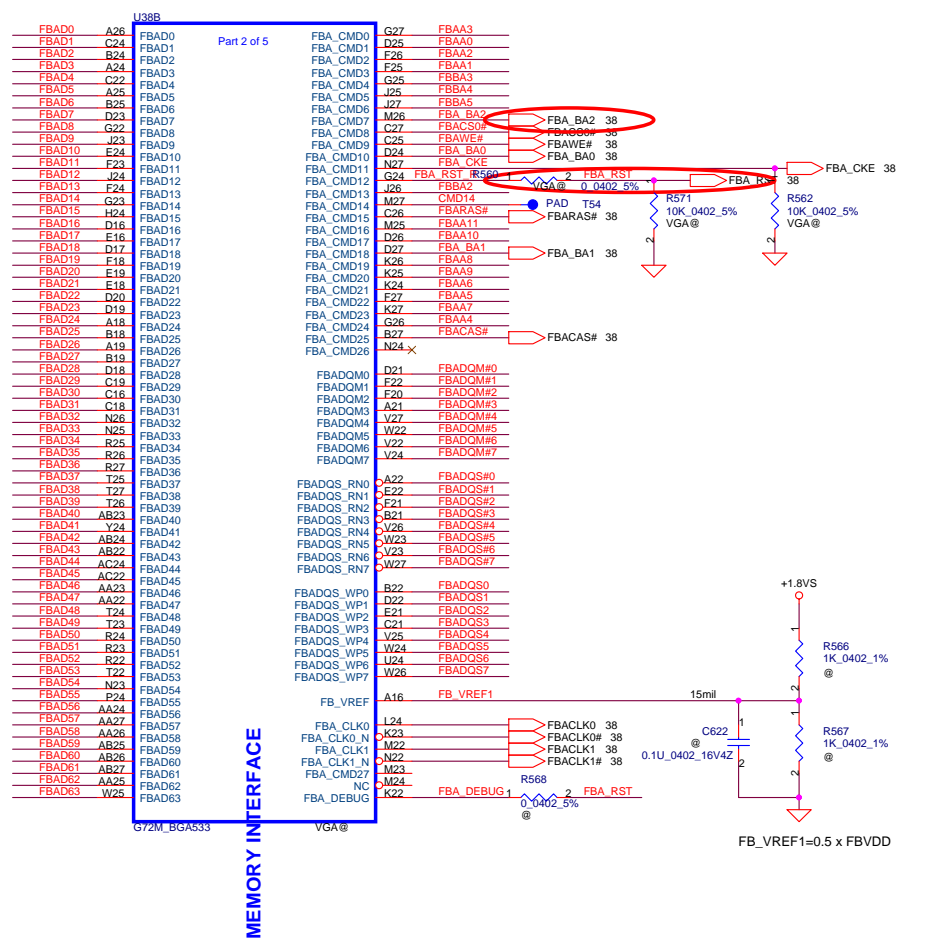 U38B
Part 2 of 5
FBAD0 A26 FBAD0
FBAD1 C24 FBAD1
FBAD2 B24 FBAD2
FBAD3 A24 FBAD3
FBAD4 C22 FBAD4
FBAD5 A25 FBAD5
FBAD6 B25 FBAD6
FBAD7 D23 FBAD7
FBAD8 G22 FBAD8
FBAD9 J23 FBAD9
FBAD10 E24 FBAD10
FBAD11 F23 FBAD11
FBAD12 J24 FBAD12
FBAD13 F24 FBAD13
FBAD14 G23 FBAD14
FBAD15 H24 FBAD15
FBAD16 D16 FBAD16
FBAD17 E16 FBAD17
FBAD18 D17 FBAD18
FBAD19 F18 FBAD19
FBAD20 E19 FBAD20
FBAD21 E18 FBAD21
FBAD22 D20 FBAD22
FBAD23 D19 FBAD23
FBAD24 A18 FBAD24
FBAD25 B18 FBAD25
FBAD26 A19 FBAD26
FBAD27 B19 FBAD27
FBAD28 D18 FBAD28
FBAD29 C19 FBAD29
FBAD30 C16 FBAD30
FBAD31 C18 FBAD31
FBAD32 N26 FBAD32
FBAD33 N25 FBAD33
FBAD34 R25 FBAD34
FBAD35 R26 FBAD35
FBAD36 R27 FBAD36
FBAD37 T25 FBAD37
FBAD38 T27 FBAD38
FBAD39 T26 FBAD39
FBAD40 AB23 FBAD40
FBAD41 Y24 FBAD41
FBAD42 AB24 FBAD42
FBAD43 AB22 FBAD43
FBAD44 AC24 FBAD44
FBAD45 AC22 FBAD45
FBAD46 AA23 FBAD46
FBAD47 AA22 FBAD47
FBAD48 T24 FBAD48
FBAD49 T23 FBAD49
FBAD50 R24 FBAD50
FBAD51 R23 FBAD51
FBAD52 R22 FBAD52
FBAD53 T22 FBAD53
FBAD54 N23 FBAD54
FBAD55 P24 FBAD55
FBAD56 AA24 FBAD56
FBAD57 AA27 FBAD57
FBAD58 AA26 FBAD58
FBAD59 AB25 FBAD59
FBAD60 AB26 FBAD60
FBAD61 AB27 FBAD61
FBAD62 AA25 FBAD62
FBAD63 W25 FBAD63
G72M_BGA533
VGA@
MEMORY INTERFACE
FBA_CMD0 G27 FBAA3
FBA_CMD1 D25 FBAA0
FBA_CMD2 F26 FBAA2
FBA_CMD3 F25 FBAA1
FBA_CMD4 G25 FBBA3
FBA_CMD5 J25 FBBA4
FBA_CMD6 J27 FBBA5
FBA_CMD7 M26 FBA_BA2 FBA_BA2 38
FBA_CMD8 C27 FBACS0# FBACS0# 38
FBA_CMD9 C25 FBAWE# FBAWE# 38
FBA_CMD10 D24 FBA_BA0 FBA_BA0 38
FBA_CMD11 N27 FBA_CKE FBA_CKE 38
FBA_CMD12 G24 FBA_RST_R R560 1 2 FBA_RST FBA_RST 38
VGA@ 0_0402_5%
FBA_CMD13 J26 FBBA2
FBA_CMD14 M27 CMD14 PAD T54
FBA_CMD15 C26 FBARAS# FBARAS# 38
FBA_CMD16 M25 FBAA11
FBA_CMD17 D26 FBAA10
FBA_CMD18 D27 FBA_BA1 FBA_BA1 38
FBA_CMD19 K26 FBAA8
FBA_CMD20 K25 FBAA9
FBA_CMD21 K24 FBAA6
FBA_CMD22 F27 FBAA5
FBA_CMD23 K27 FBAA7
FBA_CMD24 G26 FBAA4
FBA_CMD25 B27 FBACAS# FBACAS# 38
FBA_CMD26 N24
R571
10K_0402_5%
VGA@
2
R562
10K_0402_5%
VGA@
2
FBADQM0 D21 FBADQM#0
FBADQM1 F22 FBADQM#1
FBADQM2 F20 FBADQM#2
FBADQM3 A21 FBADQM#3
FBADQM4 V27 FBADQM#4
FBADQM5 W22 FBADQM#5
FBADQM6 V22 FBADQM#6
FBADQM7 V24 FBADQM#7
FBADQS_RN0 A22 FBADQS#0
FBADQS_RN1 E22 FBADQS#1
FBADQS_RN2 F21 FBADQS#2
FBADQS_RN3 B21 FBADQS#3
FBADQS_RN4 V26 FBADQS#4
FBADQS_RN5 W23 FBADQS#5
FBADQS_RN6 V23 FBADQS#6
FBADQS_RN7 W27 FBADQS#7
FBADQS_WP0 B22 FBADQS0
FBADQS_WP1 D22 FBADQS1
FBADQS_WP2 E21 FBADQS2
FBADQS_WP3 C21 FBADQS3
FBADQS_WP4 V25 FBADQS4
FBADQS_WP5 W24 FBADQS5
FBADQS_WP6 U24 FBADQS6
FBADQS_WP7 W26 FBADQS7
FB_VREF A16 FB_VREF1 15mil
FBA_CLK0 L24 FBACLK0 38
FBA_CLK0_N K23 FBACLK0# 38
FBA_CLK1 M22 FBACLK1 38
FBA_CLK1_N N22 FBACLK1# 38
FBA_CMD27 M23
NC M24
FBA_DEBUG K22 FBA_DEBUG 1 R568 2 FBA_RST
0_0402_5%
@
+1.8VS
1
R566
1K_0402_1%
@
2
1
C622
@
0.1U_0402_16V4Z
2
1
R567
1K_0402_1%
@
2
FB_VREF1=0.5 x FBVDD